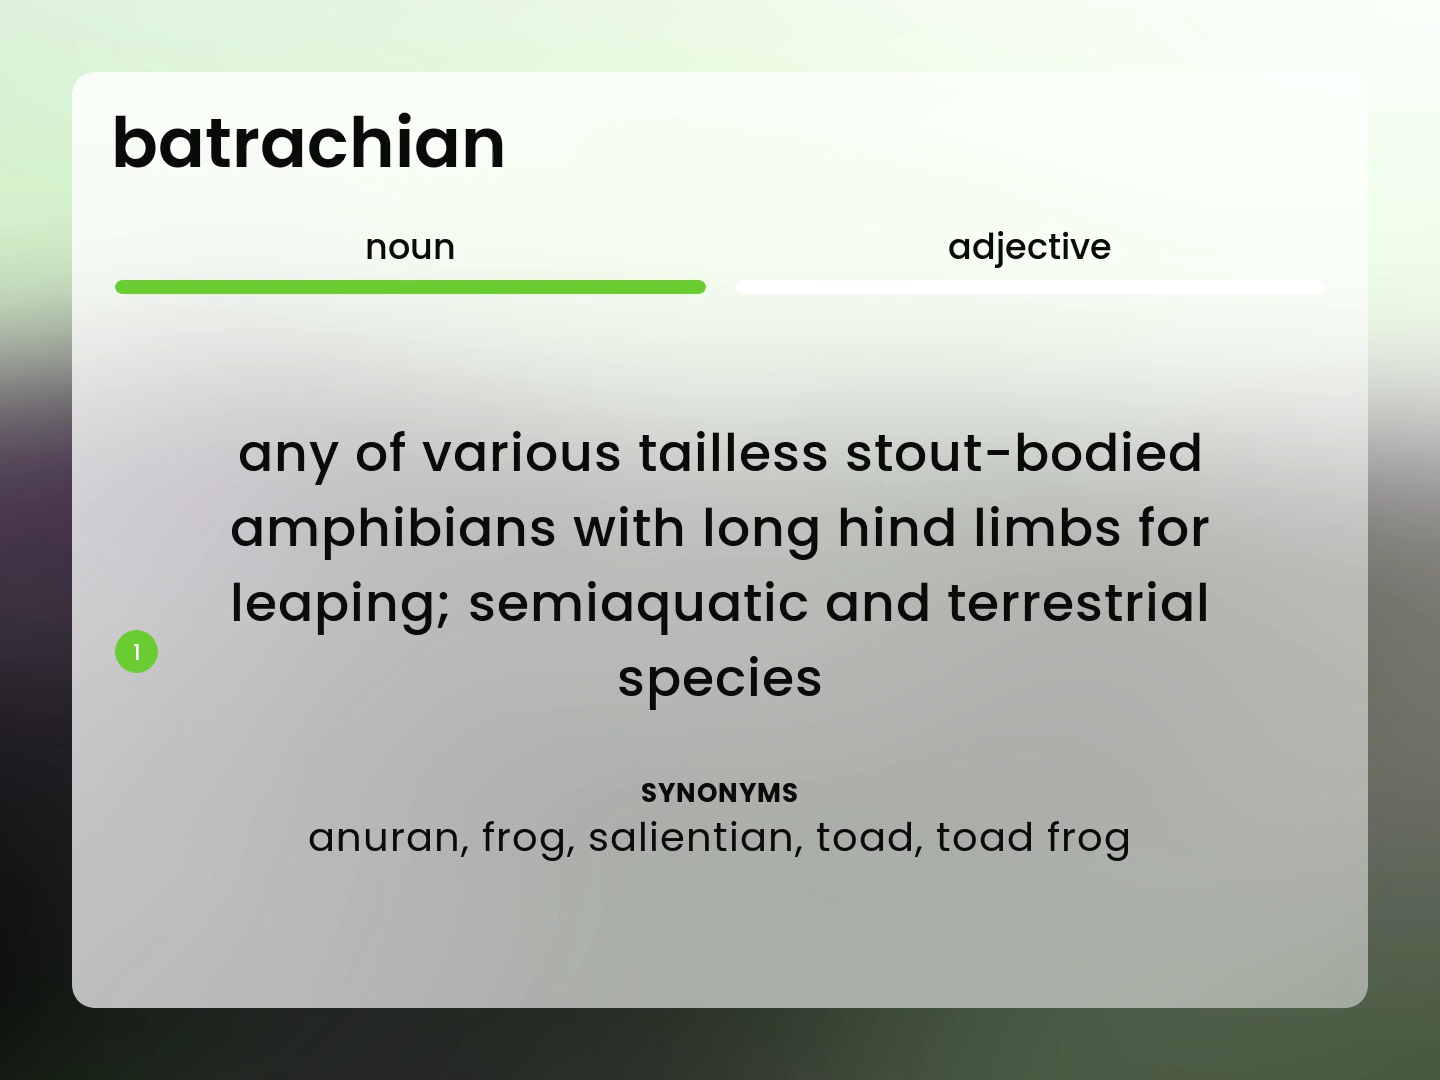 batrachian
noun
adjective
any of various tailless stout-bodied
amphibians with long hind limbs for
leaping; semiaquatic and terrestrial
species
1
SYNONYMS
anuran, frog, salientian, toad, toad frog